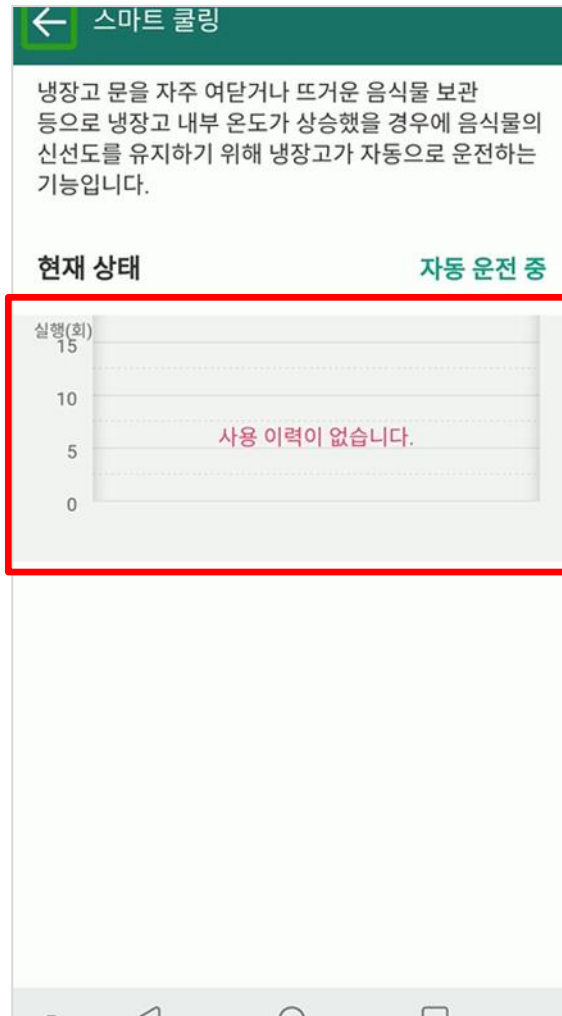 스마트 쿨링
냉장고 문을 자주 여닫거나 뜨거운 음식물 보관
등으로 냉장고 내부 온도가 상승했을 경우에 음식물의
신선도를 유지하기 위해 냉장고가 자동으로 운전하는
기능입니다.
현재 상태 자동 운전 중
실행(회)
15
10
사용 이력이 없습니다.
5
0